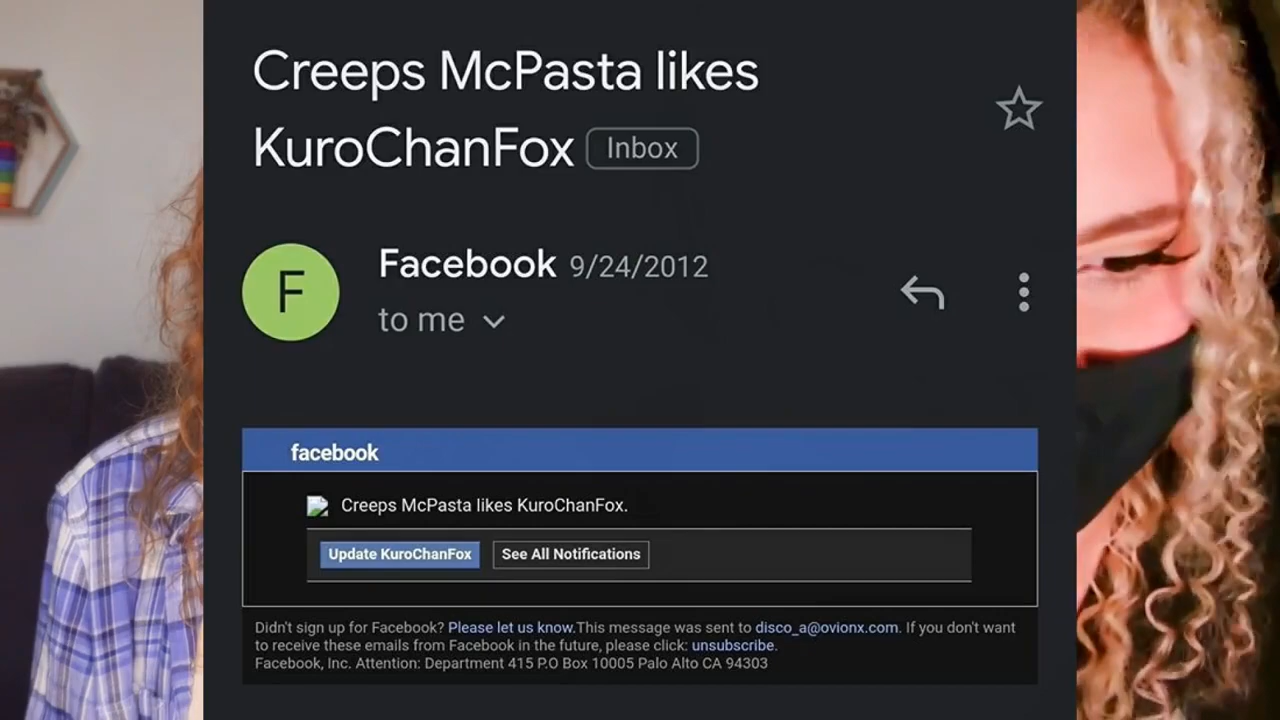 Creeps McPasta likes
KuroChanFox Inbox
F
Facebook 9/24/2012
to me
facebook
Creeps McPasta likes KuroChanFox.
Update KuroChanFox See All Notifications
Didn't sign up for Facebook? Please let us know.This message was sent to disco_a@ovionx.com. If you don't want
to receive these emails from Facebook in the future, please click: unsubscribe.
Facebook, Inc. Attention: Department 415 P.O Box 10005 Palo Alto CA 94303